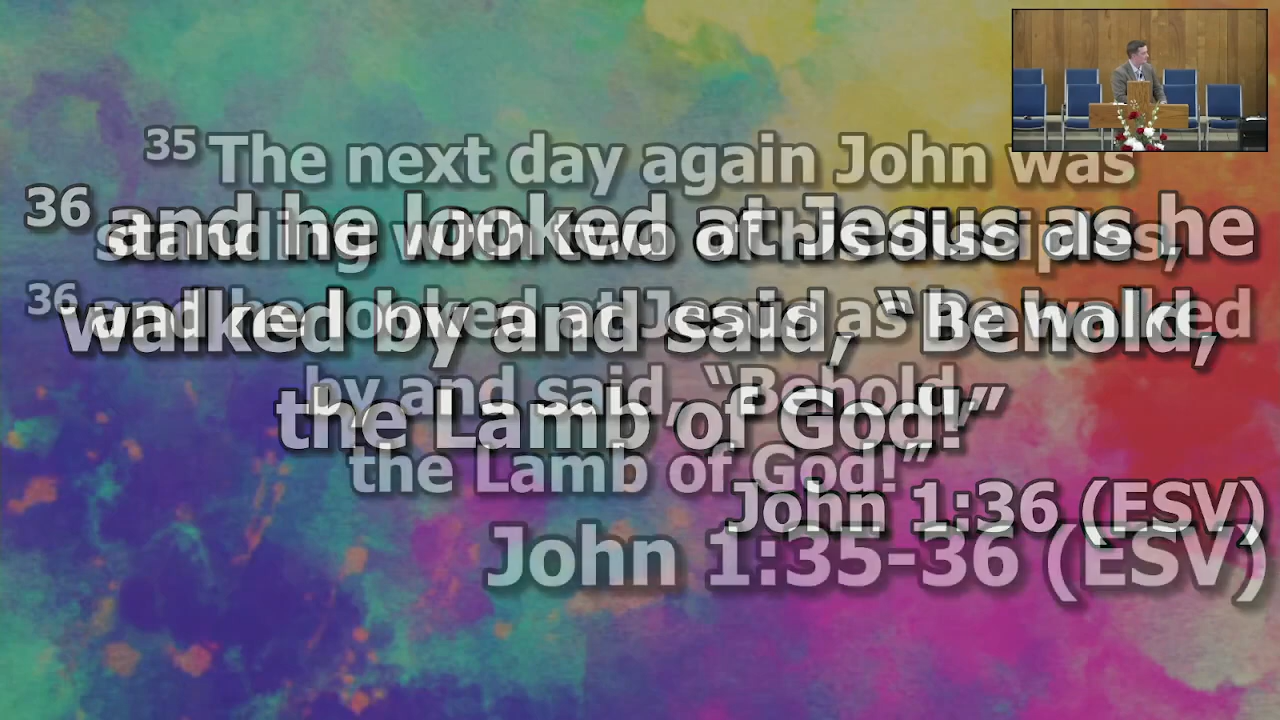 35 The next day again John was
standing with two of his disciples,
36 and he looked at Jesus as he walked
by and said, “Behold,
the Lamb of God!”
John 1:35-36 (ESV)
36 and he looked at Jesus as he
walked by and said, “Behold,
the Lamb of God!”
John 1:36 (ESV)